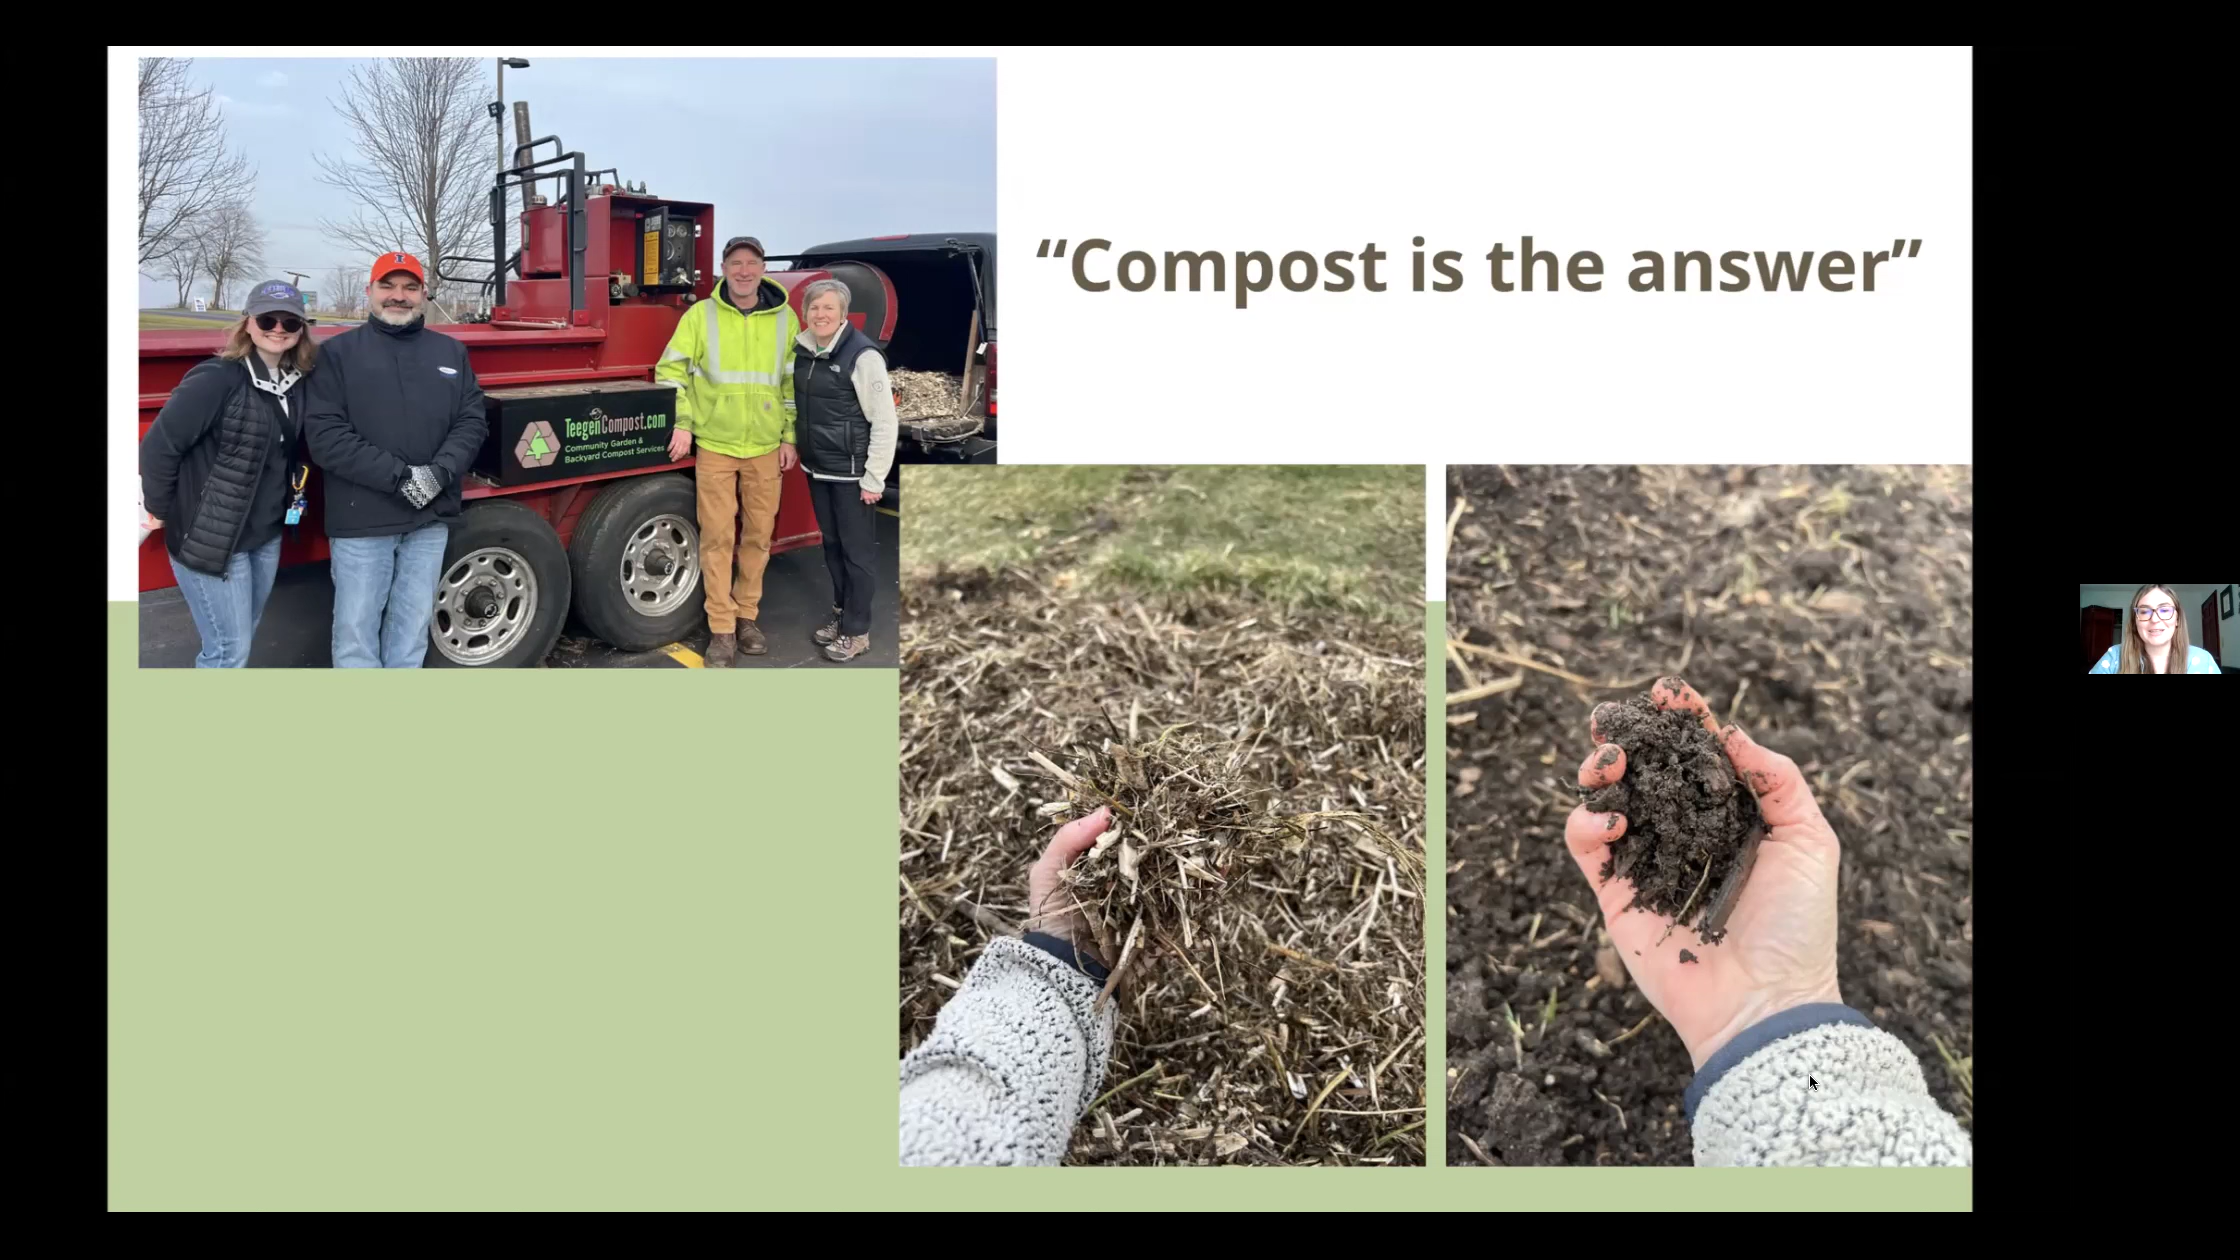 “Compost is the answer”
I
TeegenCompost.com
Community Garden &
Backyard Compost Services